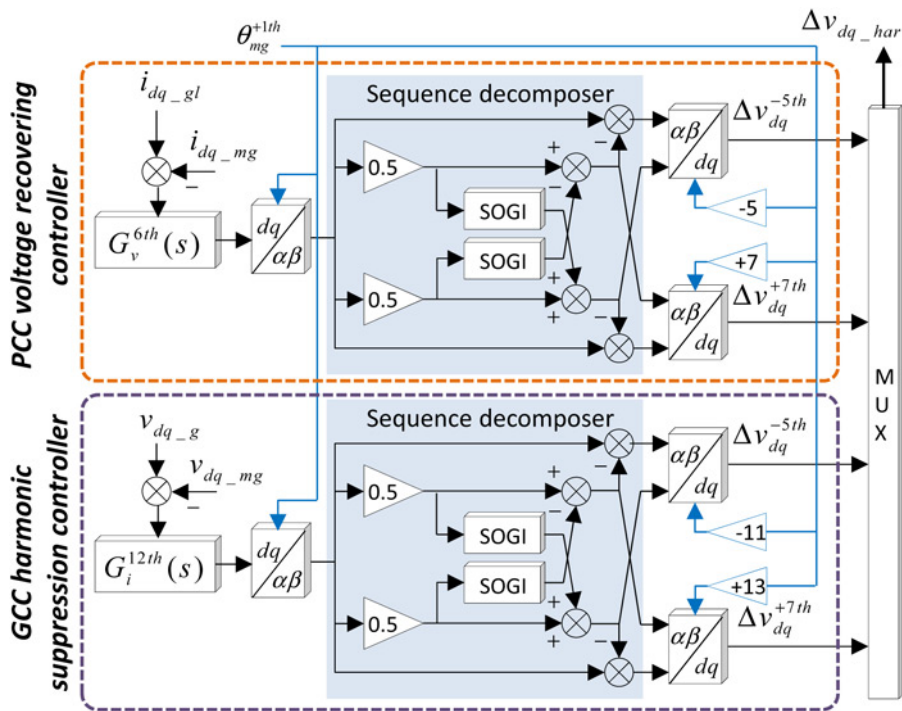 θ_mg^+1th
Δv_dq_har
PCC voltage recovering
controller
i_dq_gl
i_dq_mg
−
G_v^6th(s)
dq
αβ
Sequence decomposer
0.5
SOGI
SOGI
0.5
+
−
−
+
−
−
αβ
dq
Δv_dq^-5th
-5
+7
αβ
dq
Δv_dq^+7th
GCC harmonic
suppression controller
v_dq_g
v_dq_mg
−
G_i^12th(s)
dq
αβ
Sequence decomposer
0.5
SOGI
SOGI
0.5
+
−
−
+
+
−
−
αβ
dq
Δv_dq^-5th
-11
+13
αβ
dq
Δv_dq^+7th
MUX